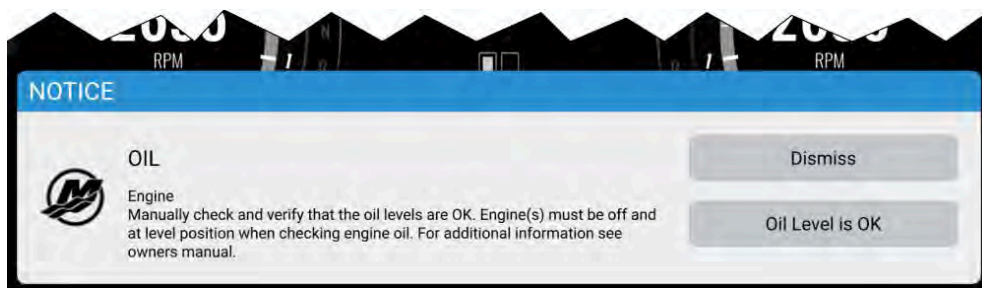 RPM
RPM
NOTICE
OIL
Engine
Manually check and verify that the oil levels are OK. Engine(s) must be off and
at level position when checking engine oil. For additional information see
owners manual.
Dismiss
Oil Level is OK